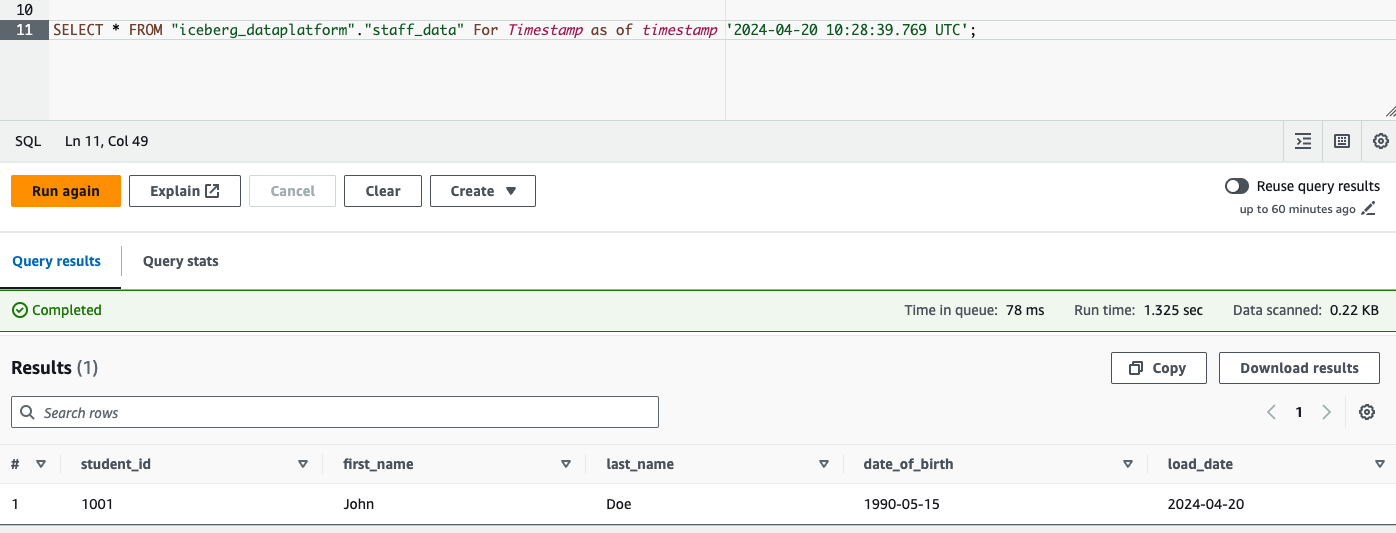 10
11 SELECT * FROM "iceberg_dataplatform"."staff_data" For Timestamp as of timestamp '2024-04-20 10:28:39.769 UTC';
SQL Ln 11, Col 49
Run again Explain Cancel Clear Create Reuse query results
up to 60 minutes ago
Query results Query stats
Completed Time in queue: 78 ms Run time: 1.325 sec Data scanned: 0.22 KB
Results (1) Copy Download results
Search rows 1
# student_id first_name last_name date_of_birth load_date
1 1001 John Doe 1990-05-15 2024-04-20